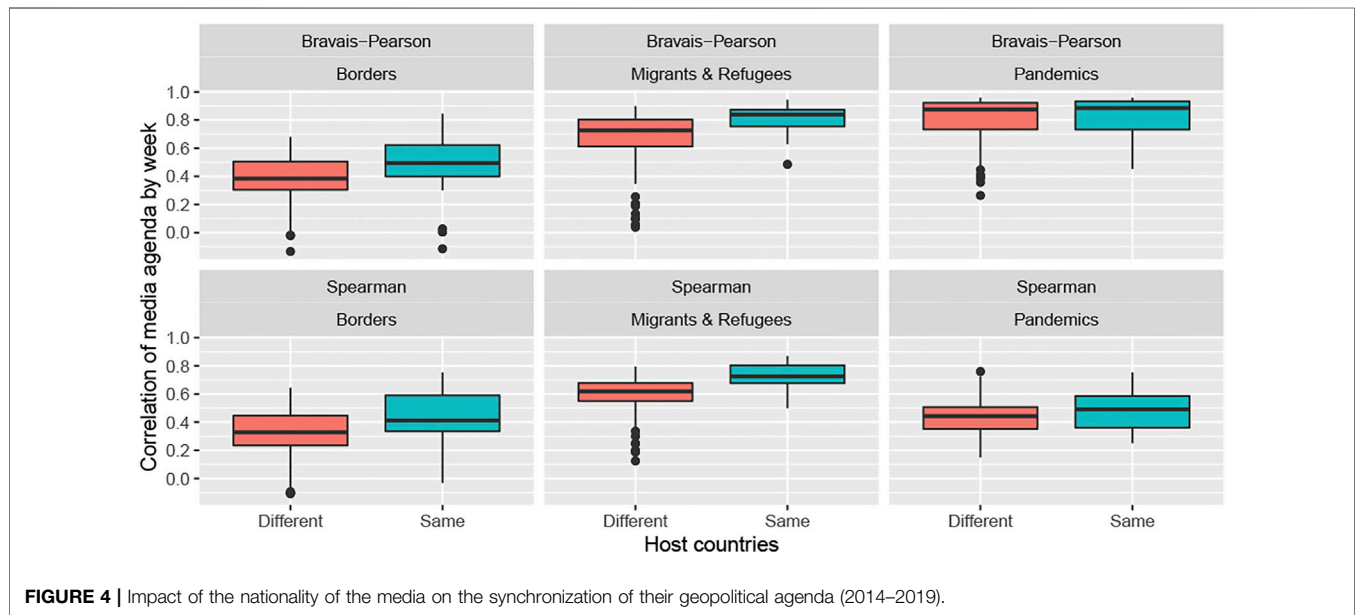 Bravais−Pearson Bravais−Pearson Bravais−Pearson
Borders Migrants & Refugees Pandemics
1.0
0.8
0.6
0.4
0.2
0.0
Spearman Spearman Spearman
Borders Migrants & Refugees Pandemics
1.0
0.8
0.6
0.4
0.2
0.0
Correlation of media agenda by week
Different Same Different Same Different Same
Host countries
FIGURE 4 | Impact of the nationality of the media on the synchronization of their geopolitical agenda (2014–2019).